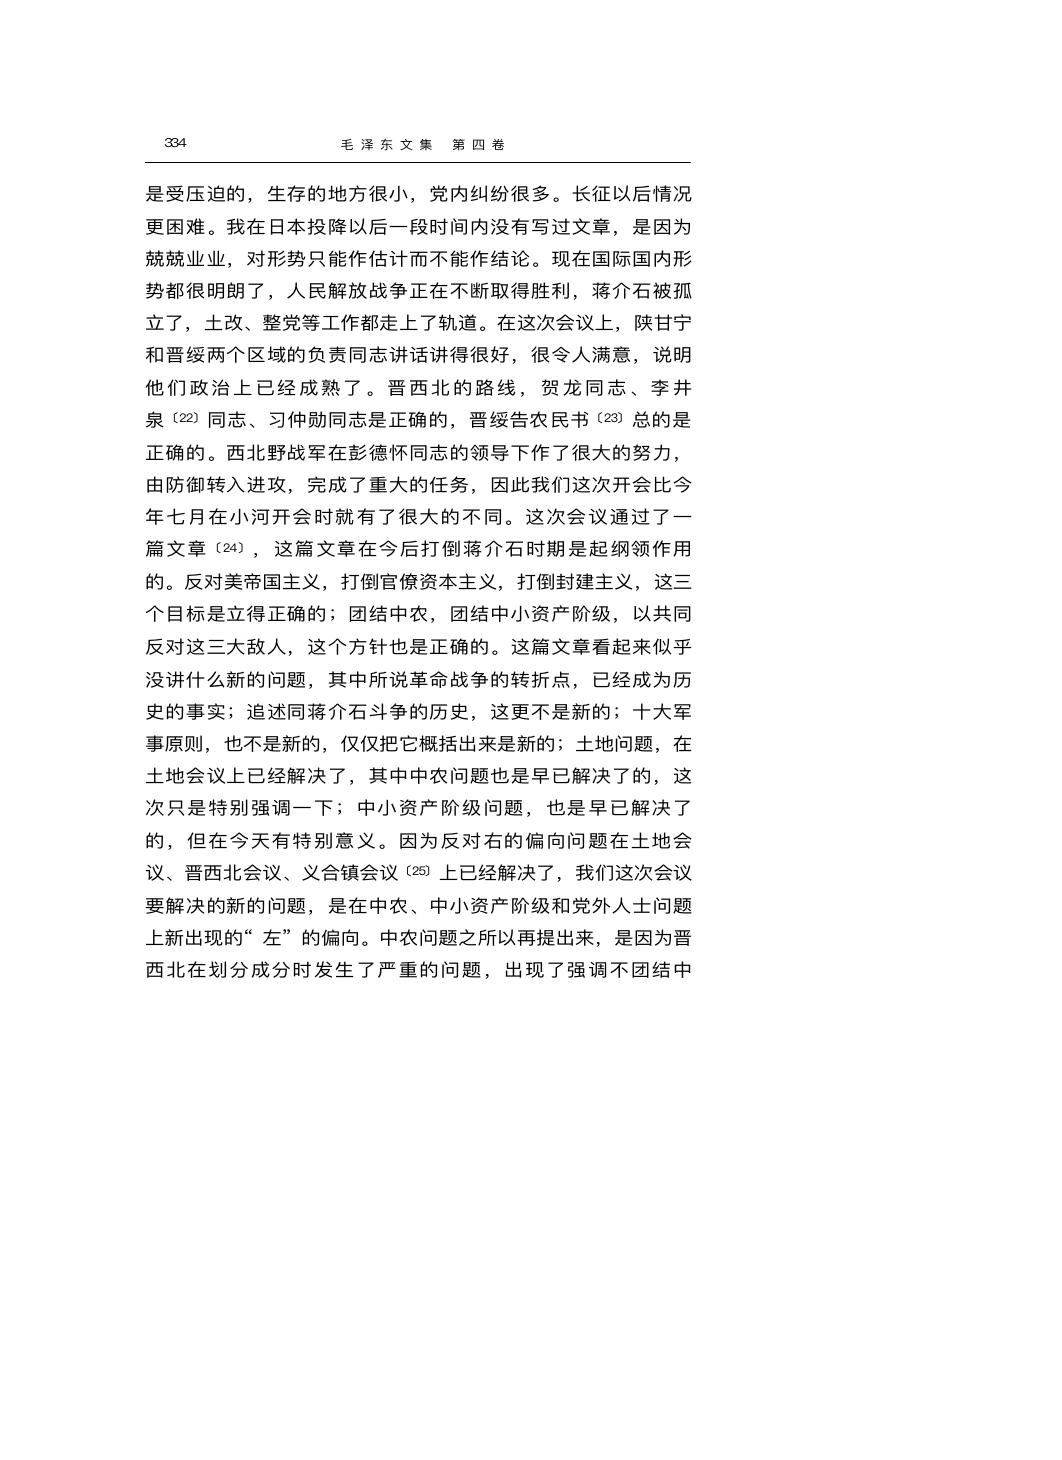 334
毛泽东文集 第四卷
是受压迫的，生存的地方很小，党内纠纷很多。长征以后情况
更困难。我在日本投降以后一段时间内没有写过文章，是因为
兢兢业业，对形势只能作估计而不能作结论。现在国际国内形
势都很明朗了，人民解放战争正在不断取得胜利，蒋介石被孤
立了，土改、整党等工作都走上了轨道。在这次会议上，陕甘宁
和晋绥两个区域的负责同志讲话讲得很好，很令人满意，说明
他们政治上已经成熟了。晋西北的路线，贺龙同志、李井
泉〔22〕同志、习仲勋同志是正确的，晋绥告农民书〔23〕总的是
正确的。西北野战军在彭德怀同志的领导下作了很大的努力，
由防御转入进攻，完成了重大的任务，因此我们这次开会比今
年七月在小河开会时就有了很大的不同。这次会议通过了一
篇文章〔24〕，这篇文章在今后打倒蒋介石时期是起纲领作用
的。反对美帝国主义，打倒官僚资本主义，打倒封建主义，这三
个目标是立得正确的；团结中农，团结中小资产阶级，以共同
反对这三大敌人，这个方针也是正确的。这篇文章看起来似乎
没讲什么新的问题，其中所说革命战争的转折点，已经成为历
史的事实；追述同蒋介石斗争的历史，这更不是新的；十大军
事原则，也不是新的，仅仅把它概括出来是新的；土地问题，在
土地会议上已经解决了，其中中农问题也是早已解决了的，这
次只是特别强调一下；中小资产阶级问题，也是早已解决了
的，但在今天有特别意义。因为反对右的偏向问题在土地会
议、晋西北会议、义合镇会议〔25〕上已经解决了，我们这次会议
要解决的新的问题，是在中农、中小资产阶级和党外人士问题
上新出现的“左”的偏向。中农问题之所以再提出来，是因为晋
西北在划分成分时发生了严重的问题，出现了强调不团结中